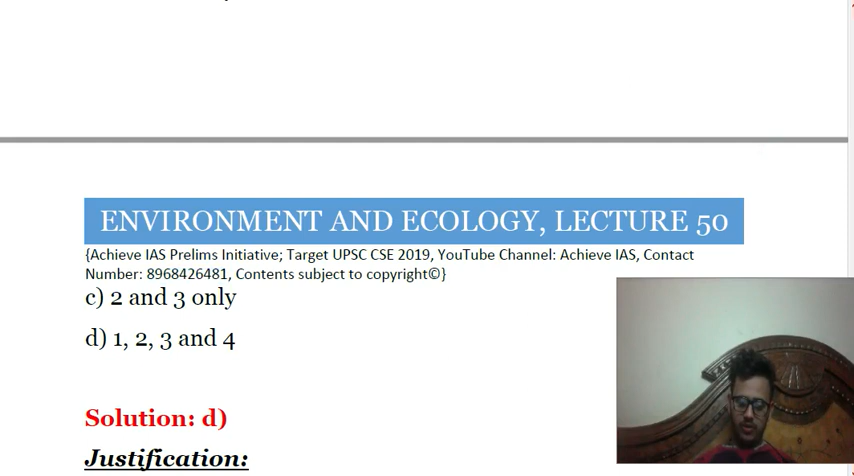 ENVIRONMENT AND ECOLOGY, LECTURE 50
{Achieve IAS Prelims Initiative; Target UPSC CSE 2019, YouTube Channel: Achieve IAS, Contact
Number: 8968426481, Contents subject to copyright©}
c) 2 and 3 only
d) 1, 2, 3 and 4
Solution: d)
Justification: